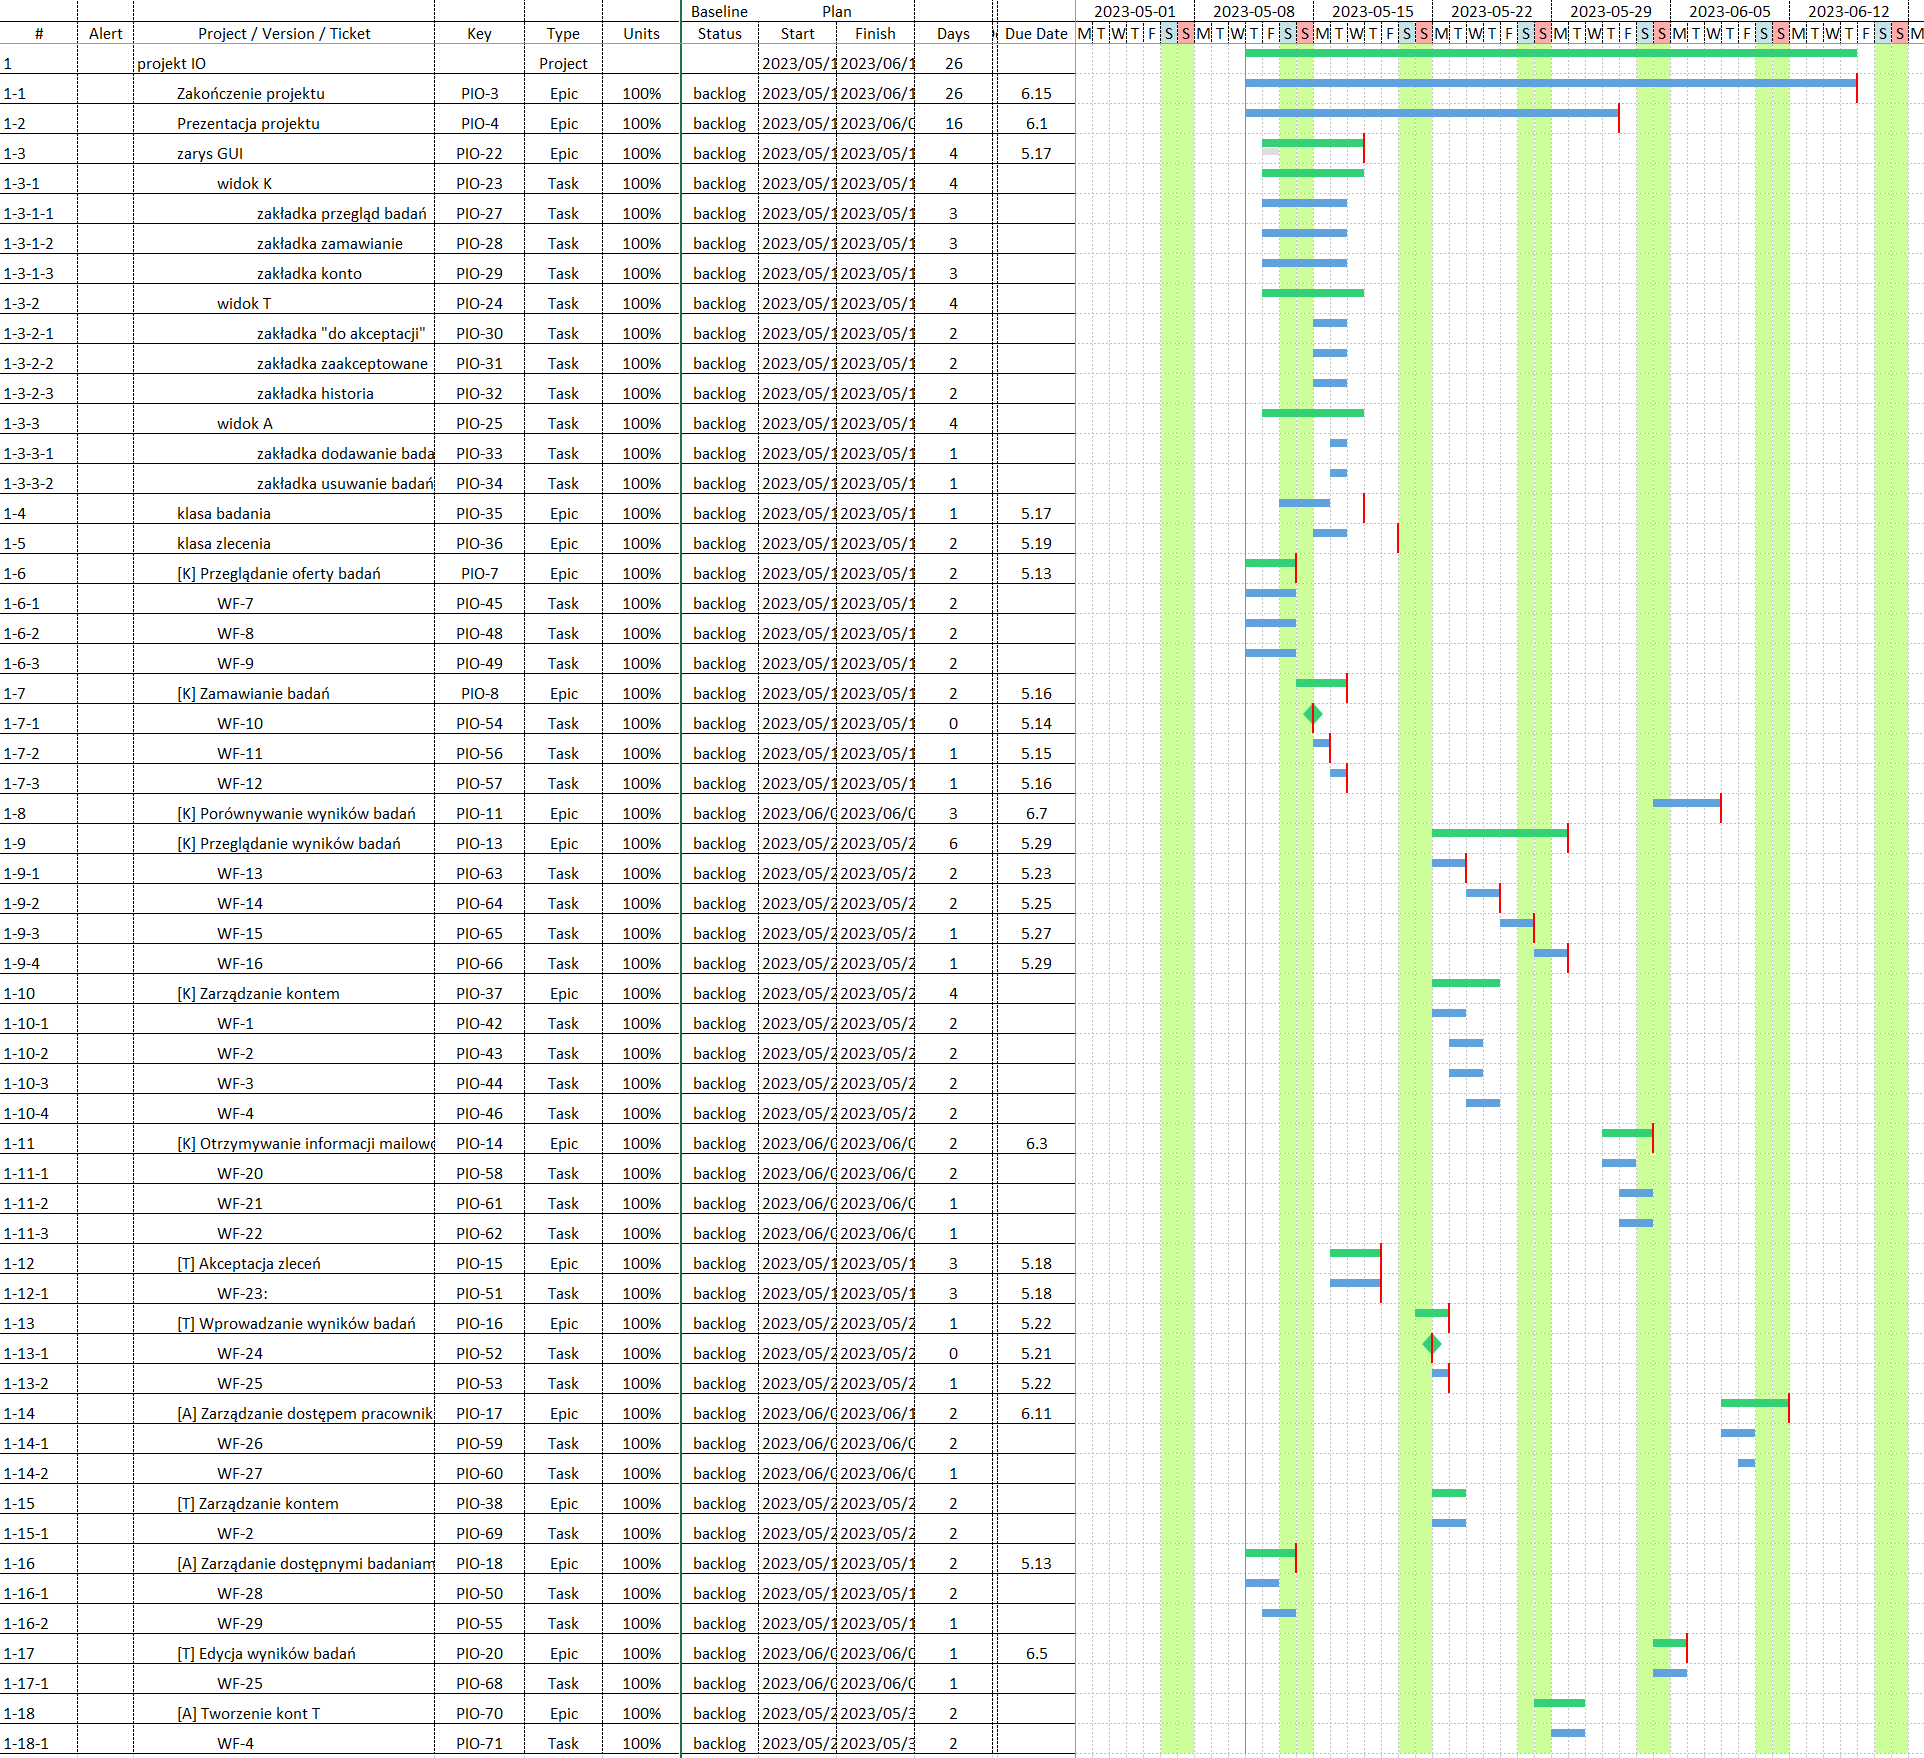 Baseline Plan 2023-05-01 2023-05-08 2023-05-15 2023-05-22 2023-05-29 2023-06-05 2023-06-12
# Alert Project / Version / Ticket Key Type Units Status Start Finish Days Due Date M T W T F S S M T W T F S S M T W T F S S M T W T F S S M T W T F S S M T W T F S S M T W T F S S M
1 projekt IO Project 2023/05/1 2023/06/1 26
1-1 Zakończenie projektu PIO-3 Epic 100% backlog 2023/05/1 2023/06/1 26 6.15
1-2 Prezentacja projektu PIO-4 Epic 100% backlog 2023/05/1 2023/06/0 16 6.1
1-3 zarys GUI PIO-22 Epic 100% backlog 2023/05/1 2023/05/1 4 5.17
1-3-1 widok K PIO-23 Task 100% backlog 2023/05/1 2023/05/1 4
1-3-1-1 zakładka przegląd badań PIO-27 Task 100% backlog 2023/05/1 2023/05/1 3
1-3-1-2 zakładka zamawianie PIO-28 Task 100% backlog 2023/05/1 2023/05/1 3
1-3-1-3 zakładka konto PIO-29 Task 100% backlog 2023/05/1 2023/05/1 3
1-3-2 widok T PIO-24 Task 100% backlog 2023/05/1 2023/05/1 4
1-3-2-1 zakładka "do akceptacji" PIO-30 Task 100% backlog 2023/05/1 2023/05/1 2
1-3-2-2 zakładka zaakceptowane PIO-31 Task 100% backlog 2023/05/1 2023/05/1 2
1-3-2-3 zakładka historia PIO-32 Task 100% backlog 2023/05/1 2023/05/1 2
1-3-3 widok A PIO-25 Task 100% backlog 2023/05/1 2023/05/1 4
1-3-3-1 zakładka dodawanie bada PIO-33 Task 100% backlog 2023/05/1 2023/05/1 1
1-3-3-2 zakładka usuwanie badań PIO-34 Task 100% backlog 2023/05/1 2023/05/1 1
1-4 klasa badania PIO-35 Epic 100% backlog 2023/05/1 2023/05/1 1 5.17
1-5 klasa zlecenia PIO-36 Epic 100% backlog 2023/05/1 2023/05/1 2 5.19
1-6 [K] Przeglądanie oferty badań PIO-7 Epic 100% backlog 2023/05/1 2023/05/1 2 5.13
1-6-1 WF-7 PIO-45 Task 100% backlog 2023/05/1 2023/05/1 2
1-6-2 WF-8 PIO-48 Task 100% backlog 2023/05/1 2023/05/1 2
1-6-3 WF-9 PIO-49 Task 100% backlog 2023/05/1 2023/05/1 2
1-7 [K] Zamawianie badań PIO-8 Epic 100% backlog 2023/05/1 2023/05/1 2 5.16
1-7-1 WF-10 PIO-54 Task 100% backlog 2023/05/1 2023/05/1 0 5.14
1-7-2 WF-11 PIO-56 Task 100% backlog 2023/05/1 2023/05/1 1 5.15
1-7-3 WF-12 PIO-57 Task 100% backlog 2023/05/1 2023/05/1 1 5.16
1-8 [K] Porównywanie wyników badań PIO-11 Epic 100% backlog 2023/06/0 2023/06/0 3 6.7
1-9 [K] Przeglądanie wyników badań PIO-13 Epic 100% backlog 2023/05/2 2023/05/2 6 5.29
1-9-1 WF-13 PIO-63 Task 100% backlog 2023/05/2 2023/05/2 2 5.23
1-9-2 WF-14 PIO-64 Task 100% backlog 2023/05/2 2023/05/2 2 5.25
1-9-3 WF-15 PIO-65 Task 100% backlog 2023/05/2 2023/05/2 1 5.27
1-9-4 WF-16 PIO-66 Task 100% backlog 2023/05/2 2023/05/2 1 5.29
1-10 [K] Zarządzanie kontem PIO-37 Epic 100% backlog 2023/05/2 2023/05/2 4
1-10-1 WF-1 PIO-42 Task 100% backlog 2023/05/2 2023/05/2 2
1-10-2 WF-2 PIO-43 Task 100% backlog 2023/05/2 2023/05/2 2
1-10-3 WF-3 PIO-44 Task 100% backlog 2023/05/2 2023/05/2 2
1-10-4 WF-4 PIO-46 Task 100% backlog 2023/05/2 2023/05/2 2
1-11 [K] Otrzymywanie informacji mailowo PIO-14 Epic 100% backlog 2023/06/0 2023/06/0 2 6.3
1-11-1 WF-20 PIO-58 Task 100% backlog 2023/06/0 2023/06/0 2
1-11-2 WF-21 PIO-61 Task 100% backlog 2023/06/0 2023/06/0 1
1-11-3 WF-22 PIO-62 Task 100% backlog 2023/06/0 2023/06/0 1
1-12 [T] Akceptacja zleceń PIO-15 Epic 100% backlog 2023/05/1 2023/05/1 3 5.18
1-12-1 WF-23: PIO-51 Task 100% backlog 2023/05/1 2023/05/1 3 5.18
1-13 [T] Wprowadzanie wyników badań PIO-16 Epic 100% backlog 2023/05/2 2023/05/2 1 5.22
1-13-1 WF-24 PIO-52 Task 100% backlog 2023/05/2 2023/05/2 0 5.21
1-13-2 WF-25 PIO-53 Task 100% backlog 2023/05/2 2023/05/2 1 5.22
1-14 [A] Zarządzanie dostępem pracownik PIO-17 Epic 100% backlog 2023/06/0 2023/06/1 2 6.11
1-14-1 WF-26 PIO-59 Task 100% backlog 2023/06/0 2023/06/0 2
1-14-2 WF-27 PIO-60 Task 100% backlog 2023/06/0 2023/06/0 1
1-15 [T] Zarządzanie kontem PIO-38 Epic 100% backlog 2023/05/2 2023/05/2 2
1-15-1 WF-2 PIO-69 Task 100% backlog 2023/05/2 2023/05/2 2
1-16 [A] Zarządanie dostępnymi badaniam PIO-18 Epic 100% backlog 2023/05/1 2023/05/1 2 5.13
1-16-1 WF-28 PIO-50 Task 100% backlog 2023/05/1 2023/05/1 2
1-16-2 WF-29 PIO-55 Task 100% backlog 2023/05/1 2023/05/1 1
1-17 [T] Edycja wyników badań PIO-20 Epic 100% backlog 2023/06/0 2023/06/0 1 6.5
1-17-1 WF-25 PIO-68 Task 100% backlog 2023/06/0 2023/06/0 1
1-18 [A] Tworzenie kont T PIO-70 Epic 100% backlog 2023/05/2 2023/05/3 2
1-18-1 WF-4 PIO-71 Task 100% backlog 2023/05/2 2023/05/3 2